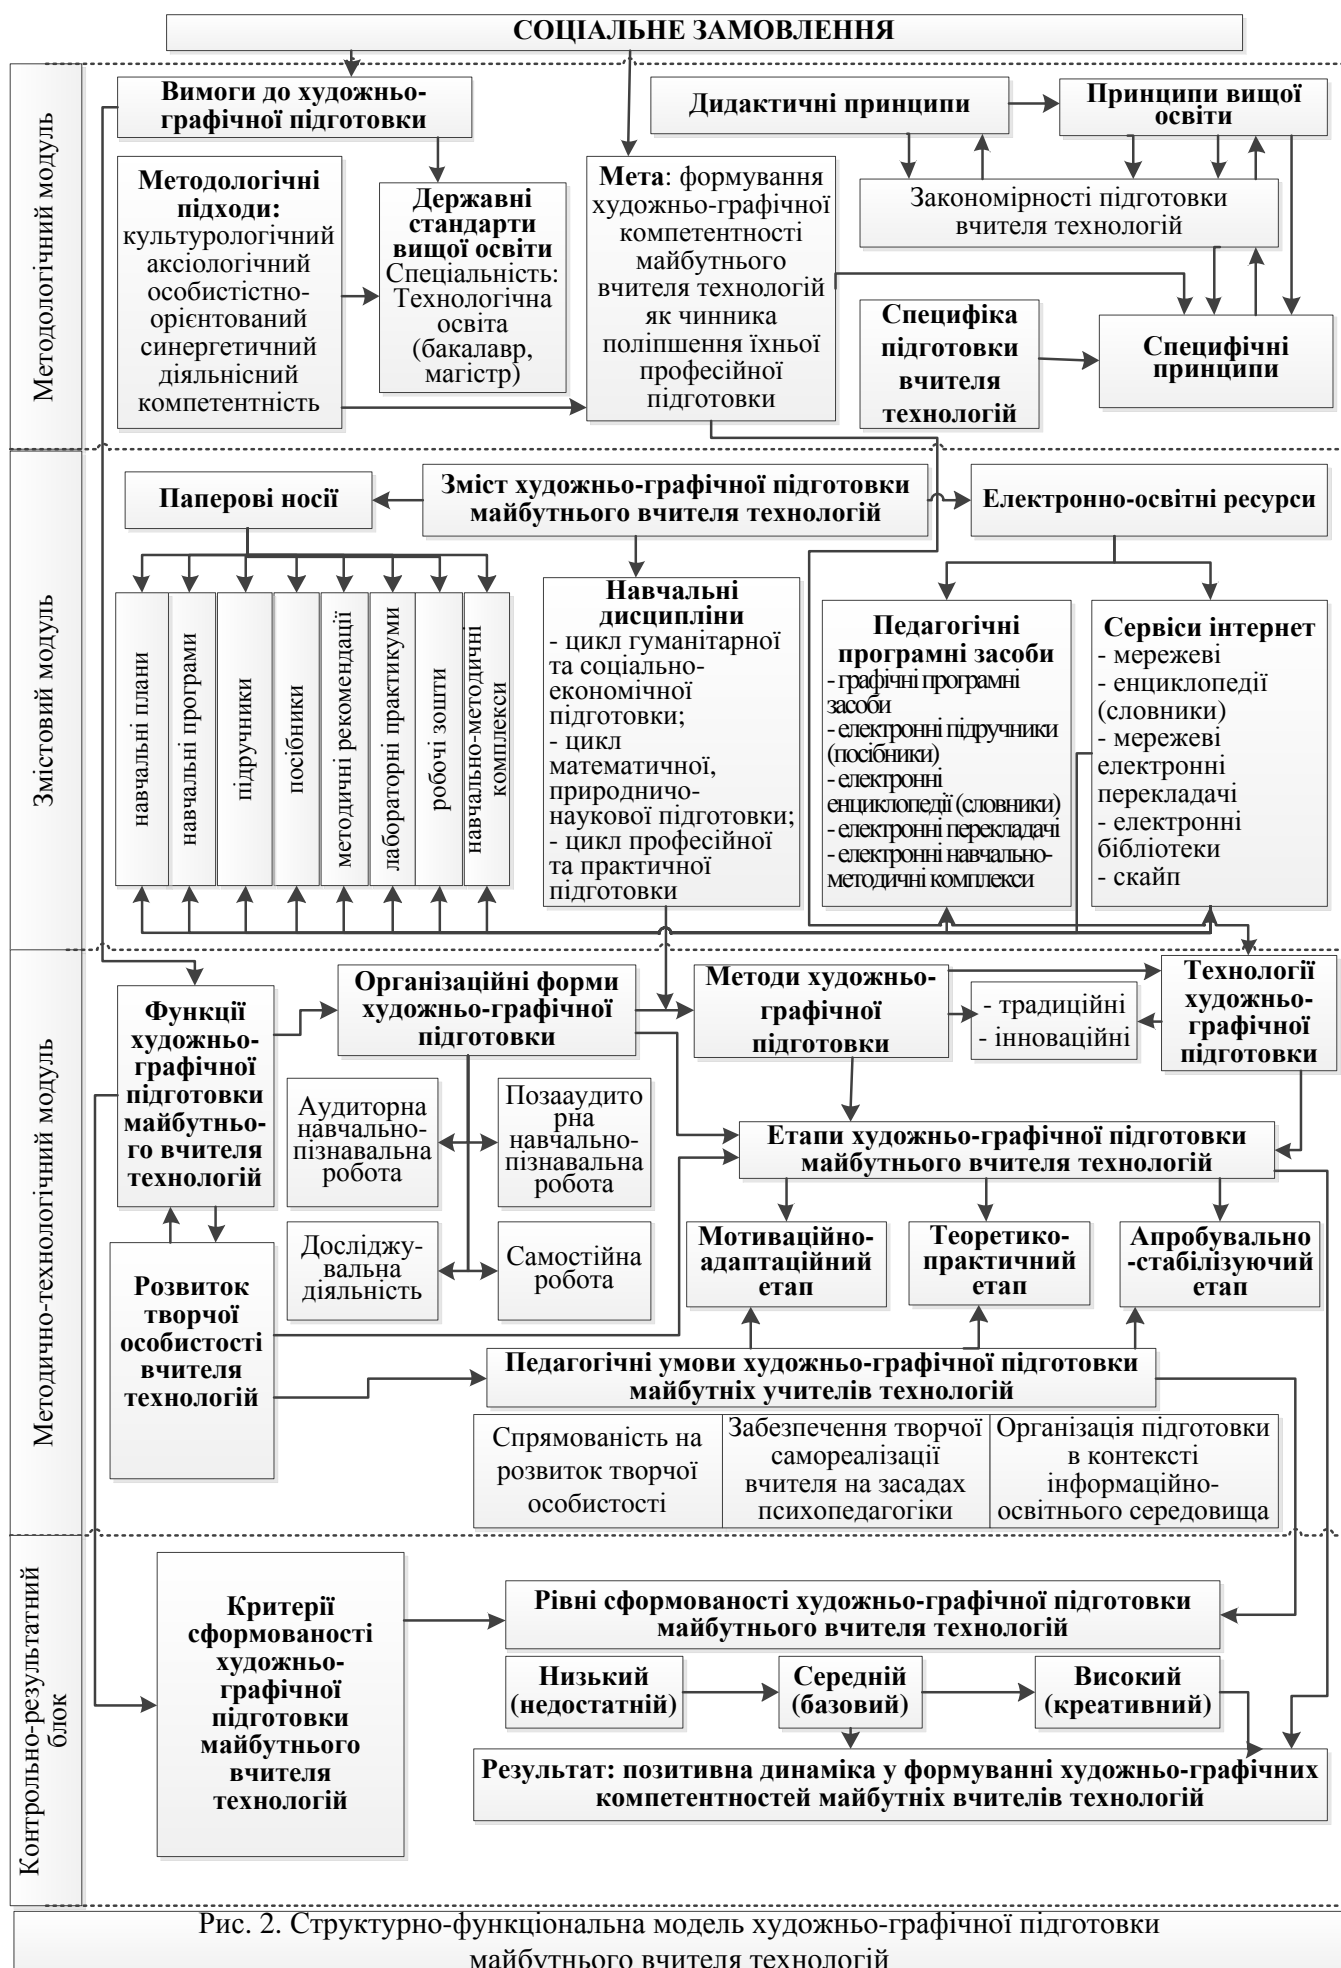 СОЦІАЛЬНЕ ЗАМОВЛЕННЯ
Методологічний модуль
Вимоги до художньо-
графічної підготовки
Дидактичні принципи
Принципи вищої
освіти
Методологічні
підходи:
культурологічний
аксіологічний
особистістно-
орієнтований
синергетичний
діяльнісний
компетентність
Державні
стандарти
вищої освіти
Спеціальність:
Технологічна
освіта
(бакалавр,
магістр)
Мета: формування
художньо-графічної
компетентності
майбутнього
вчителя технологій
як чинника
поліпшення їхньої
професійної
підготовки
Закономірності підготовки
вчителя технологій
Специфіка
підготовки
вчителя
технологій
Специфічні
принципи
Змістовий модуль
Паперові носії
Зміст художньо-графічної підготовки
майбутнього вчителя технологій
Електронно-освітні ресурси
навчальні плани
навчальні програми
підручники
посібники
методичні рекомендації
лабораторні практикуми
робочі зошти
навчально-методичні
комплекси
Навчальні
дисципліни
- цикл гуманітарної
та соціально-
економічної
підготовки;
- цикл
математичної,
природничо-
наукової підготовки;
- цикл професійної
та практичної
підготовки
Педагогічні
програмні засоби
- графічні програмні
засоби
- електронні підручники
(посібники)
- електронні
енциклопедії (словники)
- електронні перекладачі
- електронні навчально-
методичні комплекси
Сервіси інтернет
- мережеві
- енциклопедії
(словники)
- мережеві
електронні
перекладачі
- електронні
бібліотеки
- скайп
Методично-технологічний модуль
Функції
художньо-
графічної
підготовки
майбутньо-
го вчителя
технологій
Організаційні форми
художньо-графічної
підготовки
Методи художньо-
графічної
підготовки
- традиційні
- інноваційні
Технології
художньо-
графічної
підготовки
Аудиторна
навчально-
пізнавальна
робота
Позааудито
рна
навчально-
пізнавальна
робота
Етапи художньо-графічної підготовки
майбутнього вчителя технологій
Розвиток
творчої
особистості
вчителя
технологій
Досліджу-
вальна
діяльність
Самостійна
робота
Мотиваційно-
адаптаційний
етап
Теоретико-
практичний
етап
Апробувально
-стабілізуючий
етап
Педагогічні умови художньо-графічної підготовки
майбутніх учителів технологій
Спрямованість на
розвиток творчої
особистості
Забезпечення творчої
самореалізації
вчителя на засадах
психопедагогіки
Організація підготовки
в контексті
інформаційно-
освітнього середовища
Контрольно-результатний
блок
Критерії
сформованості
художньо-
графічної
підготовки
майбутнього
вчителя
технологій
Рівні сформованості художньо-графічної підготовки
майбутнього вчителя технологій
Низький
(недостатній)
Середній
(базовий)
Високий
(креативний)
Результат: позитивна динаміка у формуванні художньо-графічних
компетентностей майбутніх вчителів технологій
Рис. 2. Структурно-функціональна модель художньо-графічної підготовки
майбутнього вчителя технологій